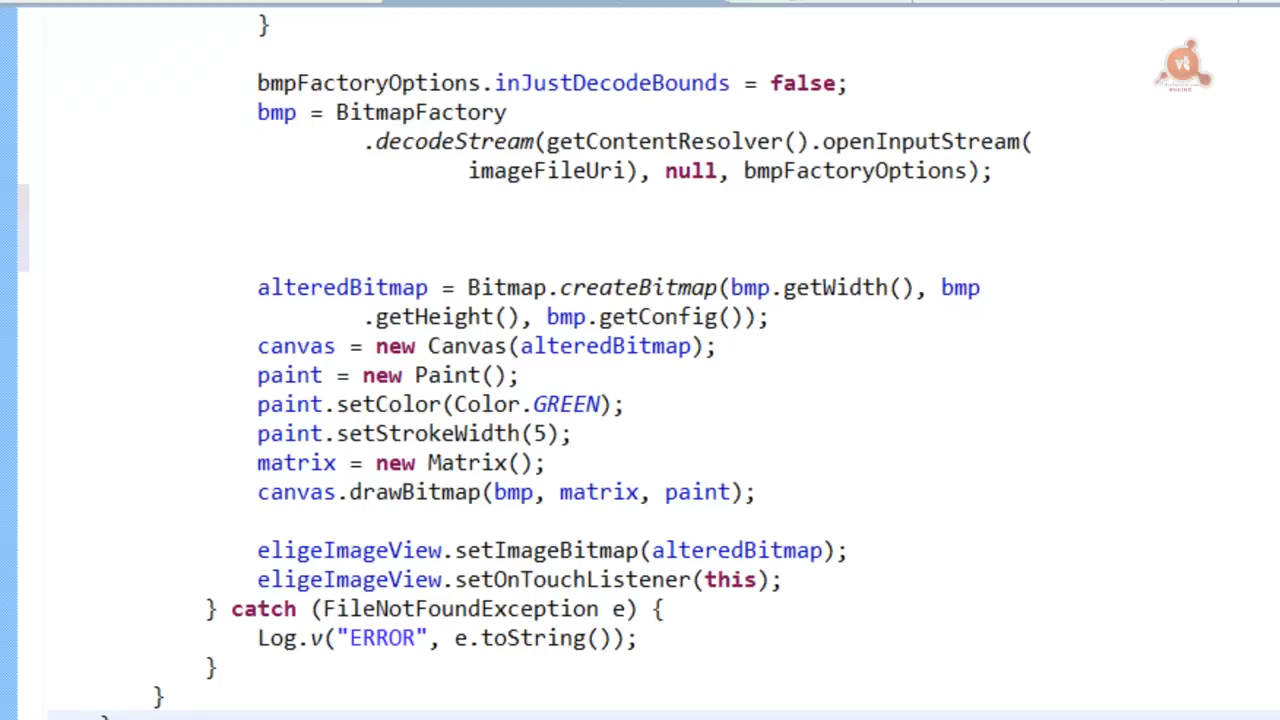 }
bmpFactoryOptions.inJustDecodeBounds = false;
bmp = BitmapFactory
.decodeStream(getContentResolver().openInputStream(
imageFileUri), null, bmpFactoryOptions);
alteredBitmap = Bitmap.createBitmap(bmp.getWidth(), bmp
.getHeight(), bmp.getConfig());
canvas = new Canvas(alteredBitmap);
paint = new Paint();
paint.setColor(Color.GREEN);
paint.setStrokeWidth(5);
matrix = new Matrix();
canvas.drawBitmap(bmp, matrix, paint);
eligeImageView.setImageBitmap(alteredBitmap);
eligeImageView.setOnTouchListener(this);
} catch (FileNotFoundException e) {
Log.v("ERROR", e.toString());
}
}
vt
ONLINE